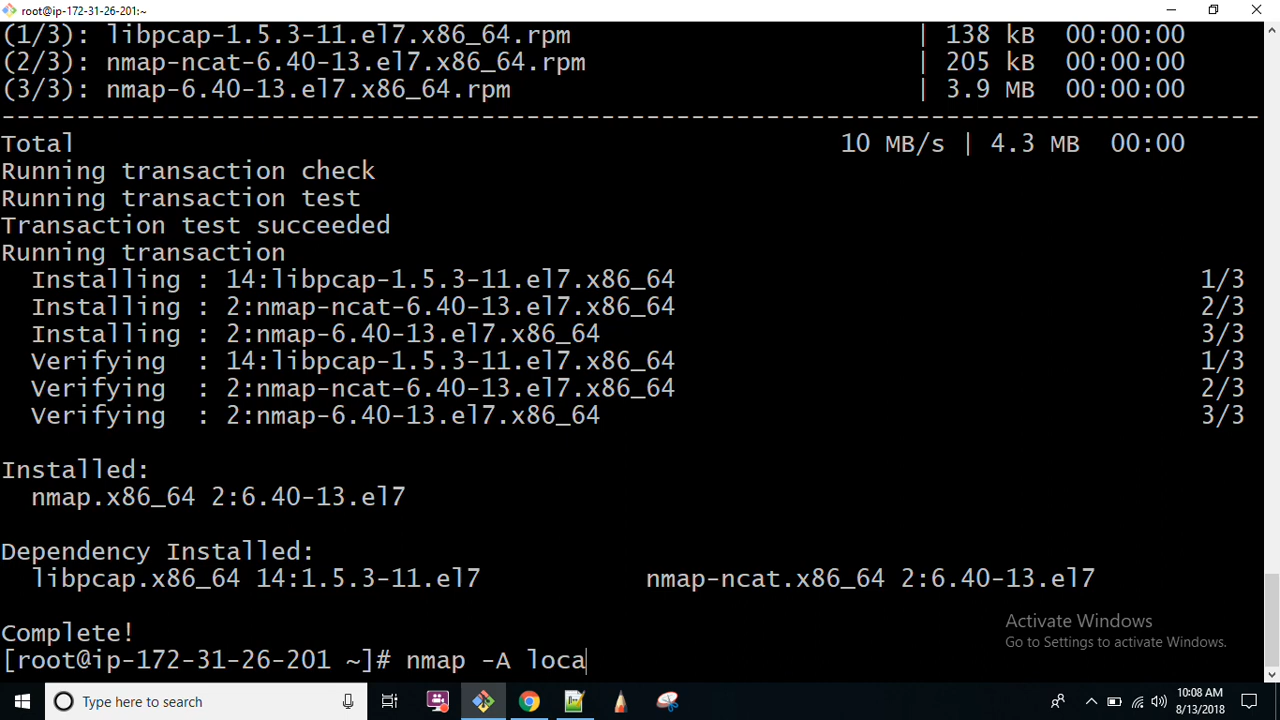 root@ip-172-31-26-201:~
(1/3): libpcap-1.5.3-11.el7.x86_64.rpm | 138 kB 00:00:00
(2/3): nmap-ncat-6.40-13.el7.x86_64.rpm | 205 kB 00:00:00
(3/3): nmap-6.40-13.el7.x86_64.rpm | 3.9 MB 00:00:00
------------------------------------------------------------------------------------
Total 10 MB/s | 4.3 MB 00:00
Running transaction check
Running transaction test
Transaction test succeeded
Running transaction
Installing : 14:libpcap-1.5.3-11.el7.x86_64 1/3
Installing : 2:nmap-ncat-6.40-13.el7.x86_64 2/3
Installing : 2:nmap-6.40-13.el7.x86_64 3/3
Verifying : 14:libpcap-1.5.3-11.el7.x86_64 1/3
Verifying : 2:nmap-ncat-6.40-13.el7.x86_64 2/3
Verifying : 2:nmap-6.40-13.el7.x86_64 3/3
Installed:
nmap.x86_64 2:6.40-13.el7
Dependency Installed:
libpcap.x86_64 14:1.5.3-11.el7 nmap-ncat.x86_64 2:6.40-13.el7
Complete!
[root@ip-172-31-26-201 ~]# nmap -A loca
Activate Windows
Go to Settings to activate Windows.
Type here to search
10:08 AM
8/13/2018